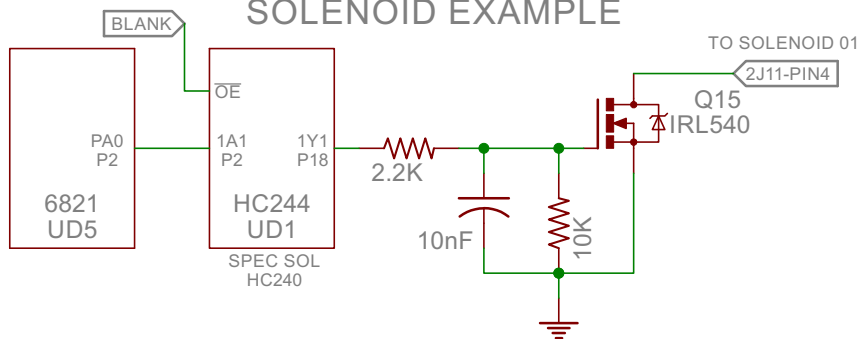 SOLENOID EXAMPLE
BLANK
TO SOLENOID 01
2J11-PIN4
OE
Q15
IRL540
PA0
P2
1A1
P2
1Y1
P18
2.2K
6821
UD5
HC244
UD1
10nF
10K
SPEC SOL
HC240